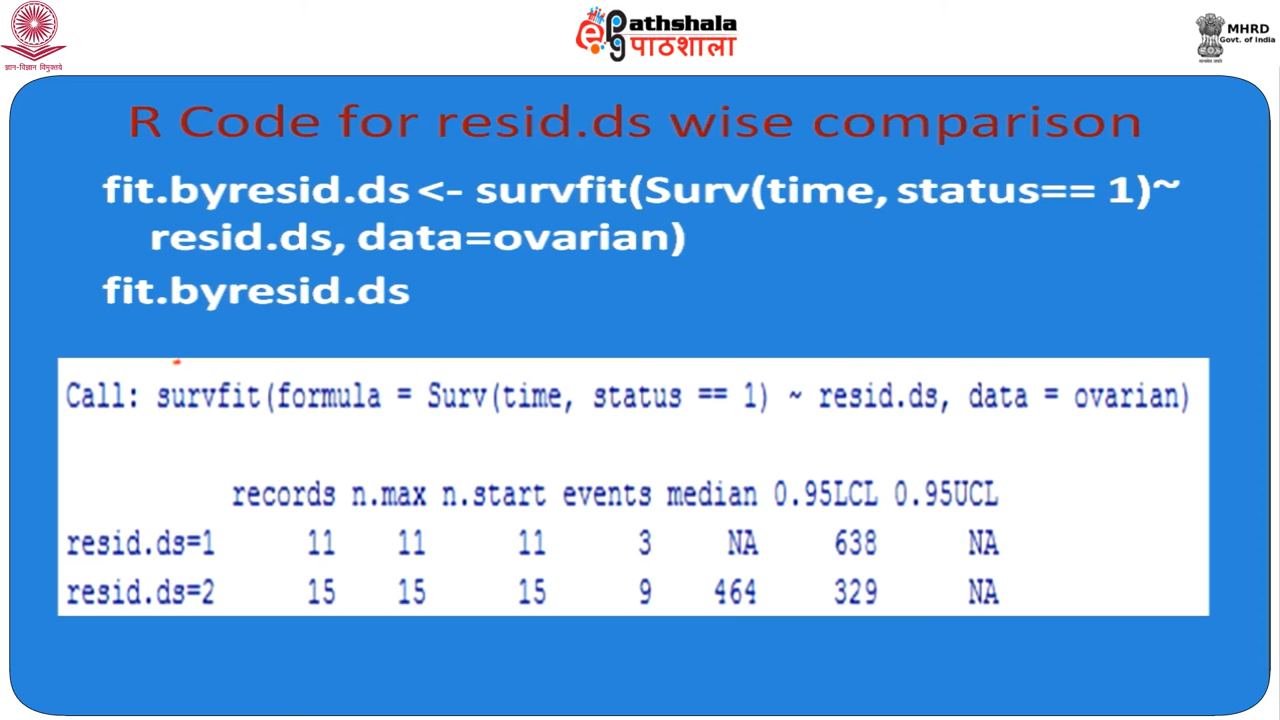 ज्ञान-विज्ञान विमुक्तये
ePG Pathshala
पाठशाला
MHRD
Govt. of India
R Code for resid.ds wise comparison
fit.byresid.ds <- survfit(Surv(time, status== 1)~
resid.ds, data=ovarian)
fit.byresid.ds
Call: survfit(formula = Surv(time, status == 1) ~ resid.ds, data = ovarian)
records n.max n.start events median 0.95LCL 0.95UCL
resid.ds=1 11 11 11 3 NA 638 NA
resid.ds=2 15 15 15 9 464 329 NA